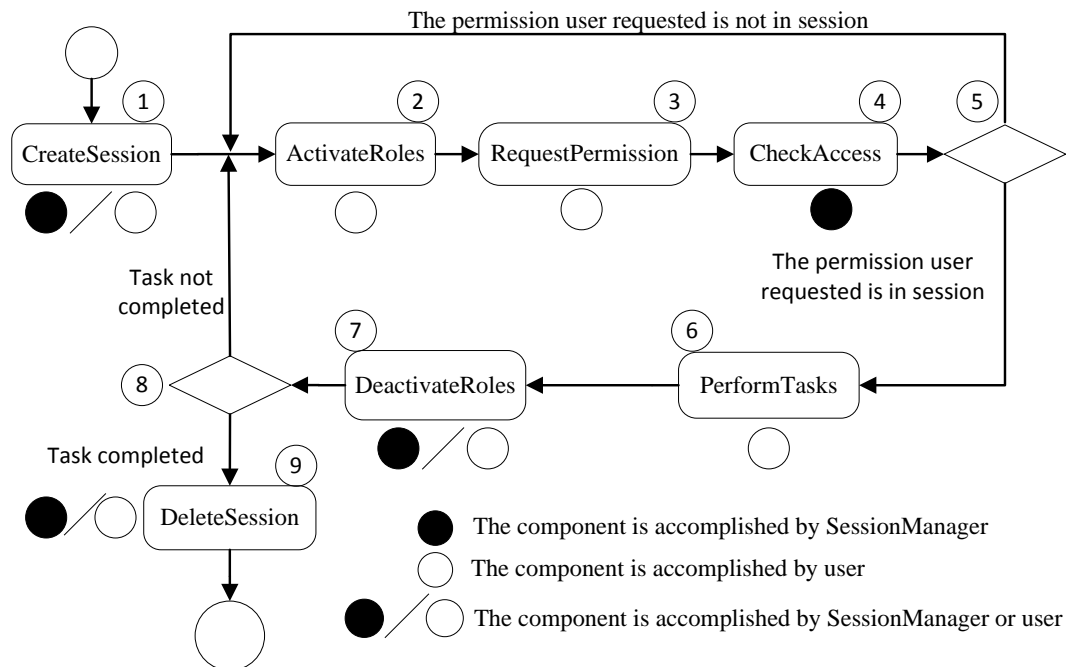 The permission user requested is not in session
1
2
3
4
5
CreateSession
ActivateRoles
RequestPermission
CheckAccess
Task not
completed
The permission user
requested is in session
7
6
8
DeactivateRoles
PerformTasks
Task completed
9
DeleteSession
The component is accomplished by SessionManager
The component is accomplished by user
The component is accomplished by SessionManager or user